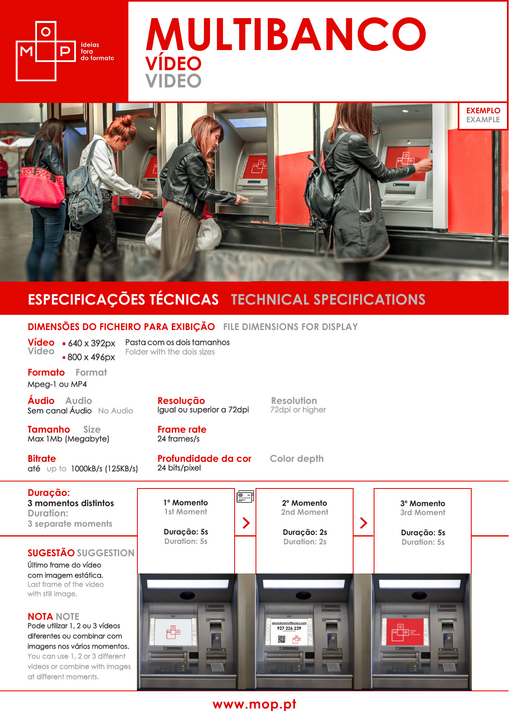 M O P
ideias
fora
do formato
MULTIBANCO
VÍDEO
VIDEO
EXEMPLO
EXAMPLE
ESPECIFICAÇÕES TÉCNICAS TECHNICAL SPECIFICATIONS
DIMENSÕES DO FICHEIRO PARA EXIBIÇÃO FILE DIMENSIONS FOR DISPLAY
Vídeo • 640 x 392px Pasta com os dois tamanhos
Video • 800 x 496px Folder with the dois sizes
Formato Format
Mpeg-1 ou MP4
Áudio Audio Resolução Resolution
Sem canal Áudio No Audio Igual ou superior a 72dpi 72dpi or higher
Tamanho Size Frame rate
Max 1Mb (Megabyte) 24 frames/s
Bitrate Profundidade da cor Color depth
até up to 1000kB/s (125KB/s) 24 bits/pixel
Duração:
3 momentos distintos
Duration:
3 separate moments
1º Momento
1st Moment
Duração: 5s
Duration: 5s
2º Momento
2nd Moment
Duração: 2s
Duration: 2s
3º Momento
3rd Moment
Duração: 5s
Duration: 5s
SUGESTÃO SUGGESTION
Último frame do vídeo
com imagem estática.
Last frame of the video
with still image.
NOTA NOTE
Pode utilizar 1, 2 ou 3 vídeos
diferentes ou combinar com
imagens nos vários momentos.
You can use 1, 2 or 3 different
videos or combine with images
at different moments.
927 226 239
www.mop.pt